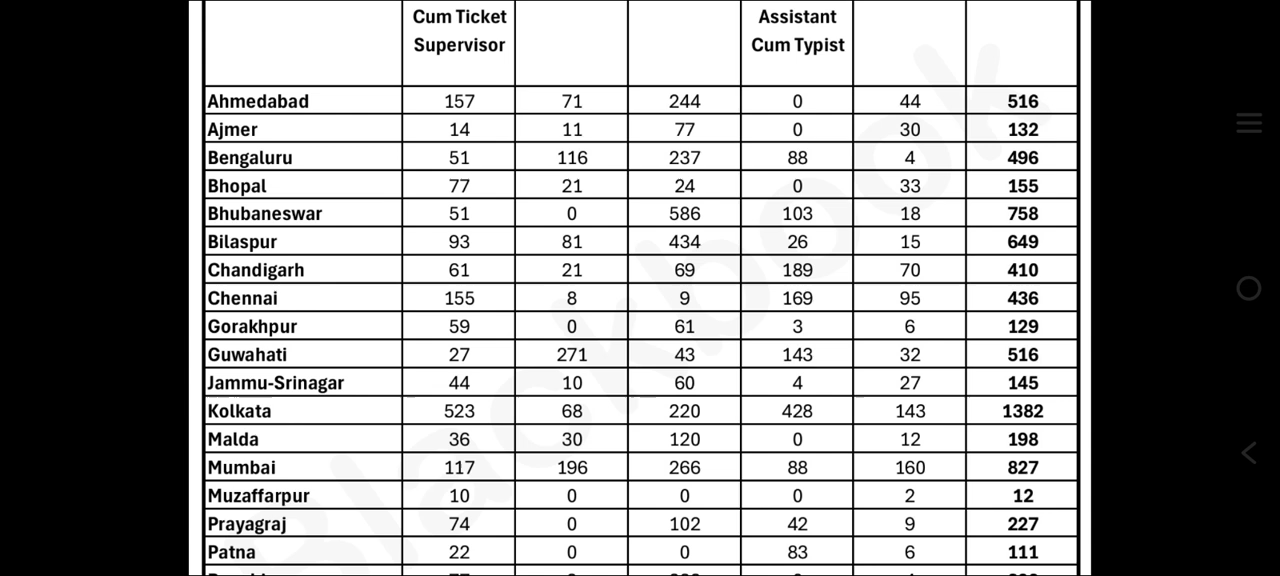 Cum Ticket Supervisor Assistant Cum Typist
Ahmedabad 157 71 244 0 44 516
Ajmer 14 11 77 0 30 132
Bengaluru 51 116 237 88 4 496
Bhopal 77 21 24 0 33 155
Bhubaneswar 51 0 586 103 18 758
Bilaspur 93 81 434 26 15 649
Chandigarh 61 21 69 189 70 410
Chennai 155 8 9 169 95 436
Gorakhpur 59 0 61 3 6 129
Guwahati 27 271 43 143 32 516
Jammu-Srinagar 44 10 60 4 27 145
Kolkata 523 68 220 428 143 1382
Malda 36 30 120 0 12 198
Mumbai 117 196 266 88 160 827
Muzaffarpur 10 0 0 0 2 12
Prayagraj 74 0 102 42 9 227
Patna 22 0 0 83 6 111
Blackbook